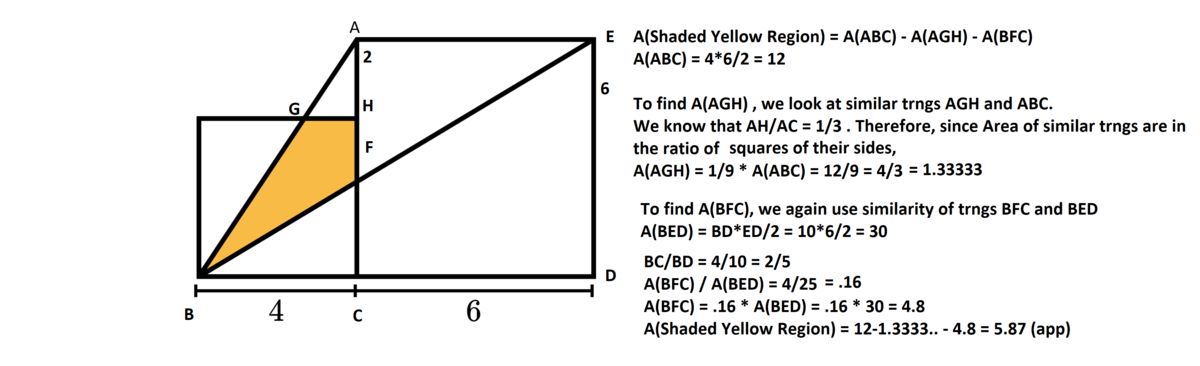 A
E
2
6
G
H
F
D
B
4
C
6
A(Shaded Yellow Region) = A(ABC) - A(AGH) - A(BFC)
A(ABC) = 4*6/2 = 12
To find A(AGH) , we look at similar trngs AGH and ABC.
We know that AH/AC = 1/3 . Therefore, since Area of similar trngs are in
the ratio of squares of their sides,
A(AGH) = 1/9 * A(ABC) = 12/9 = 4/3 = 1.33333
To find A(BFC), we again use similarity of trngs BFC and BED
A(BED) = BD*ED/2 = 10*6/2 = 30
BC/BD = 4/10 = 2/5
A(BFC) / A(BED) = 4/25 = .16
A(BFC) = .16 * A(BED) = .16 * 30 = 4.8
A(Shaded Yellow Region) = 12-1.3333.. - 4.8 = 5.87 (app)